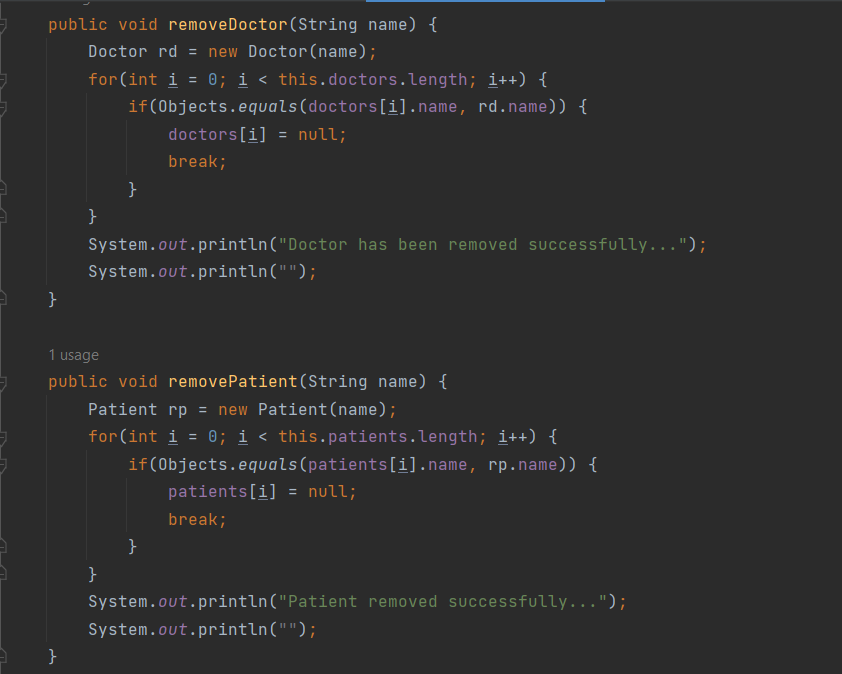 public void removeDoctor(String name) {
    Doctor rd = new Doctor(name);
    for(int i = 0; i < this.doctors.length; i++) {
        if(Objects.equals(doctors[i].name, rd.name)) {
            doctors[i] = null;
            break;
        }
    }
    System.out.println("Doctor has been removed successfully...");
    System.out.println("");
}
1 usage
public void removePatient(String name) {
    Patient rp = new Patient(name);
    for(int i = 0; i < this.patients.length; i++) {
        if(Objects.equals(patients[i].name, rp.name)) {
            patients[i] = null;
            break;
        }
    }
    System.out.println("Patient removed successfully...");
    System.out.println("");
}